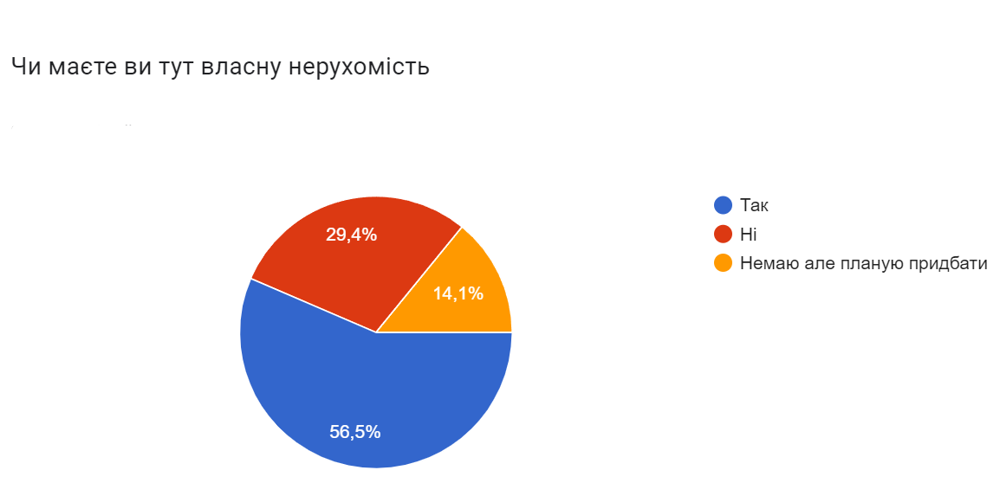 Чи маєте ви тут власну нерухомість
Так
Ні
Немаю але планую придбати
29,4%
14,1%
56,5%